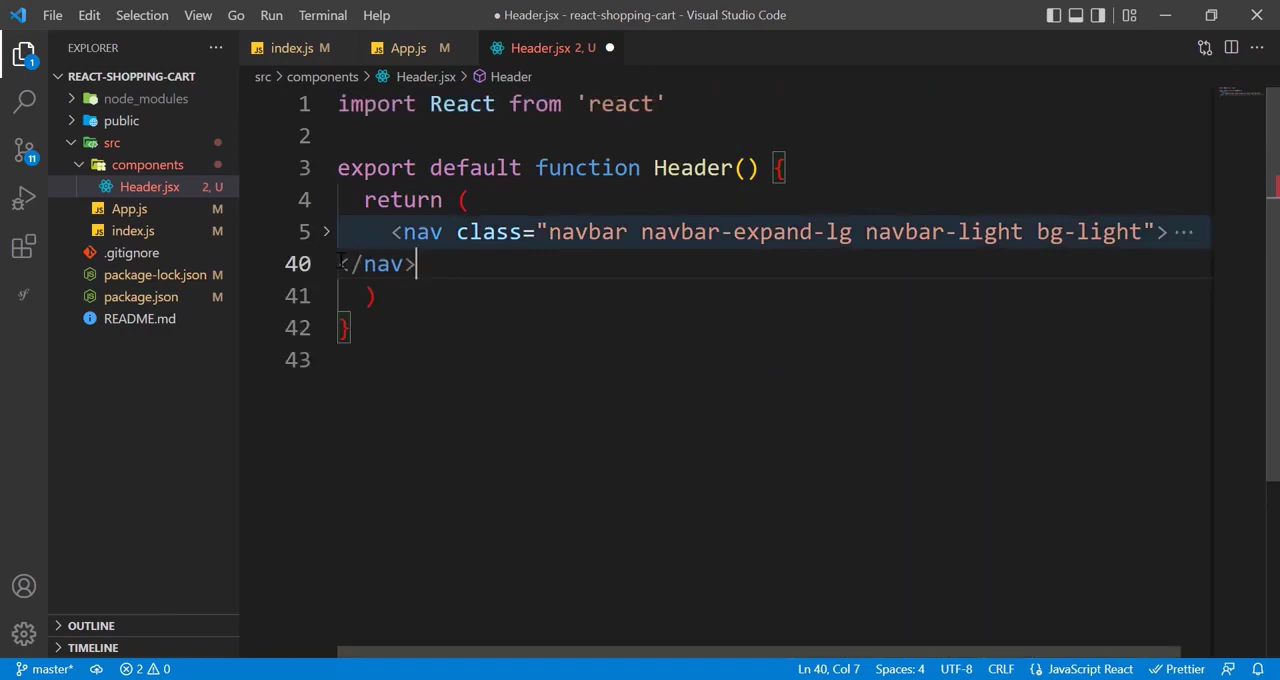 File Edit Selection View Go Run Terminal Help
● Header.jsx - react-shopping-cart - Visual Studio Code
EXPLORER
REACT-SHOPPING-CART
node_modules
public
src
components
Header.jsx 2, U
App.js M
index.js M
.gitignore
package-lock.json M
package.json M
README.md
OUTLINE
TIMELINE
1
11
index.js M
App.js M
Header.jsx 2, U ●
src > components > Header.jsx > Header
1 import React from 'react'
2
3 export default function Header() {
4 return (
5 <nav class="navbar navbar-expand-lg navbar-light bg-light">···
40 </nav>
41 )
42 }
43
master* 2 0
Ln 40, Col 7 Spaces: 4 UTF-8 CRLF {} JavaScript React Prettier